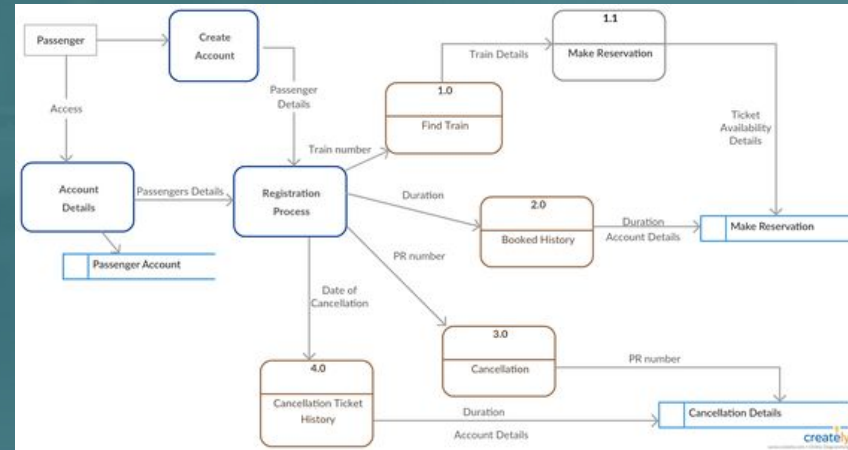 Passenger
Create
Account
1.1
Make Reservation
Train Details
Passenger
Details
1.0
Find Train
Access
Ticket
Availability
Details
Train number
Account
Details
Passengers Details
Registration
Process
Duration
2.0
Booked History
Duration
Account Details
Make Reservation
Passenger Account
PR number
Date of
Cancellation
3.0
Cancellation
PR number
4.0
Cancellation Ticket
History
Duration
Account Details
Cancellation Details
creately